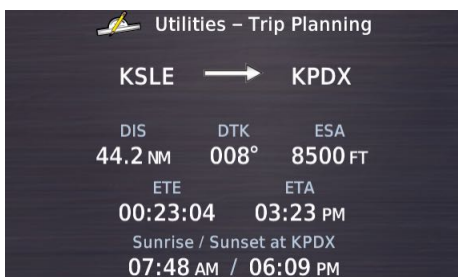 Utilities – Trip Planning
KSLE → KPDX
DIS DTK ESA
44.2 NM 008° 8500 FT
ETE ETA
00:23:04 03:23 PM
Sunrise / Sunset at KPDX
07:48 AM / 06:09 PM